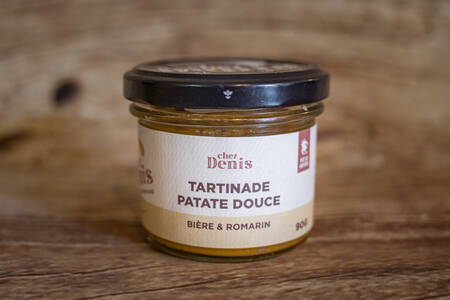 chez
Denis
TARTINADE
PATATE DOUCE
BIÈRE & ROMARIN
90g